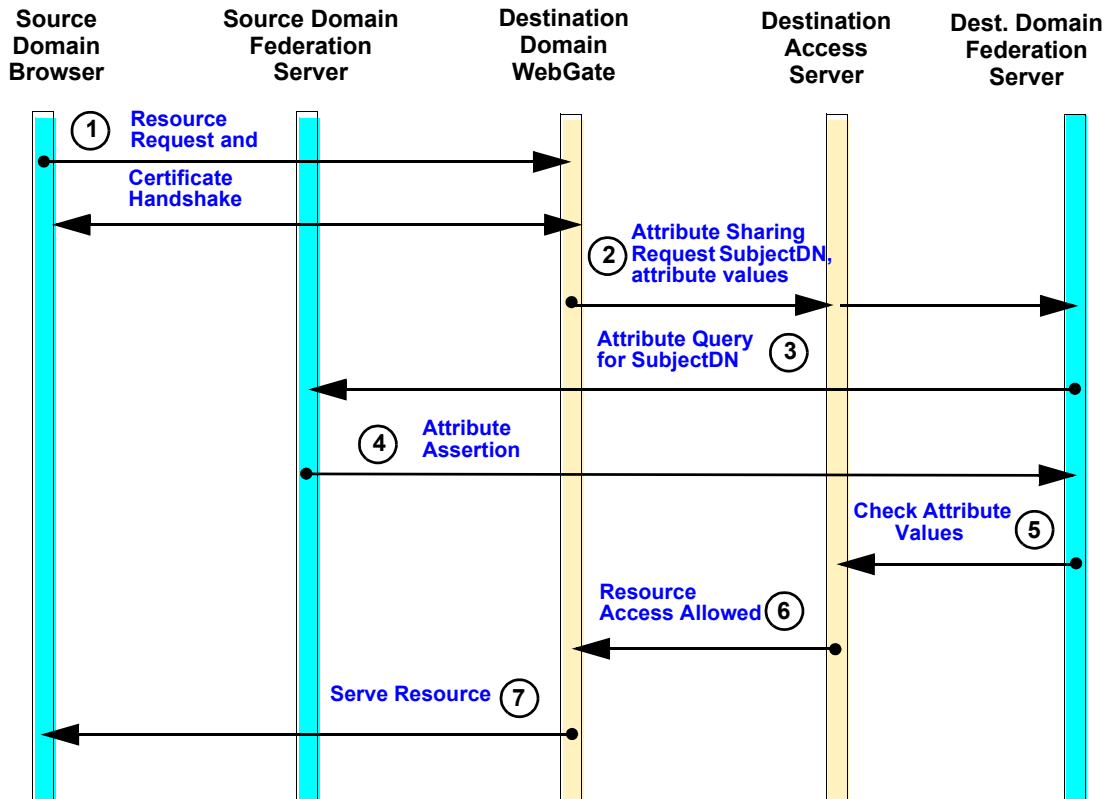 Source
Domain
Browser
Source Domain
Federation
Server
Destination
Domain
WebGate
Destination
Access
Server
Dest. Domain
Federation
Server
1
Resource
Request and
Certificate
Handshake
2
Attribute Sharing
Request SubjectDN,
attribute values
Attribute Query
for SubjectDN
3
4
Attribute
Assertion
Check Attribute
Values
5
Resource
Access Allowed
6
Serve Resource
7